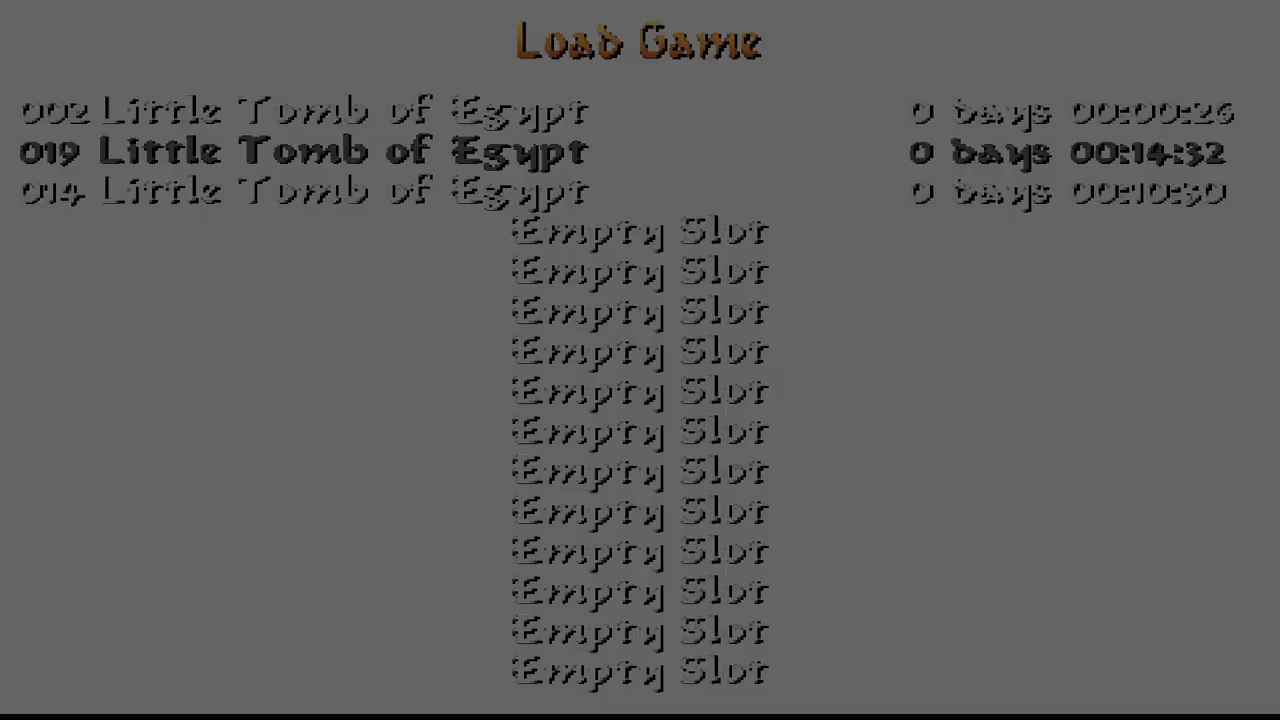 Load Game
002 Little Tomb of Egypt 0 days 00:00:26
019 Little Tomb of Egypt 0 days 00:14:32
014 Little Tomb of Egypt 0 days 00:10:30
Empty Slot
Empty Slot
Empty Slot
Empty Slot
Empty Slot
Empty Slot
Empty Slot
Empty Slot
Empty Slot
Empty Slot
Empty Slot
Empty Slot